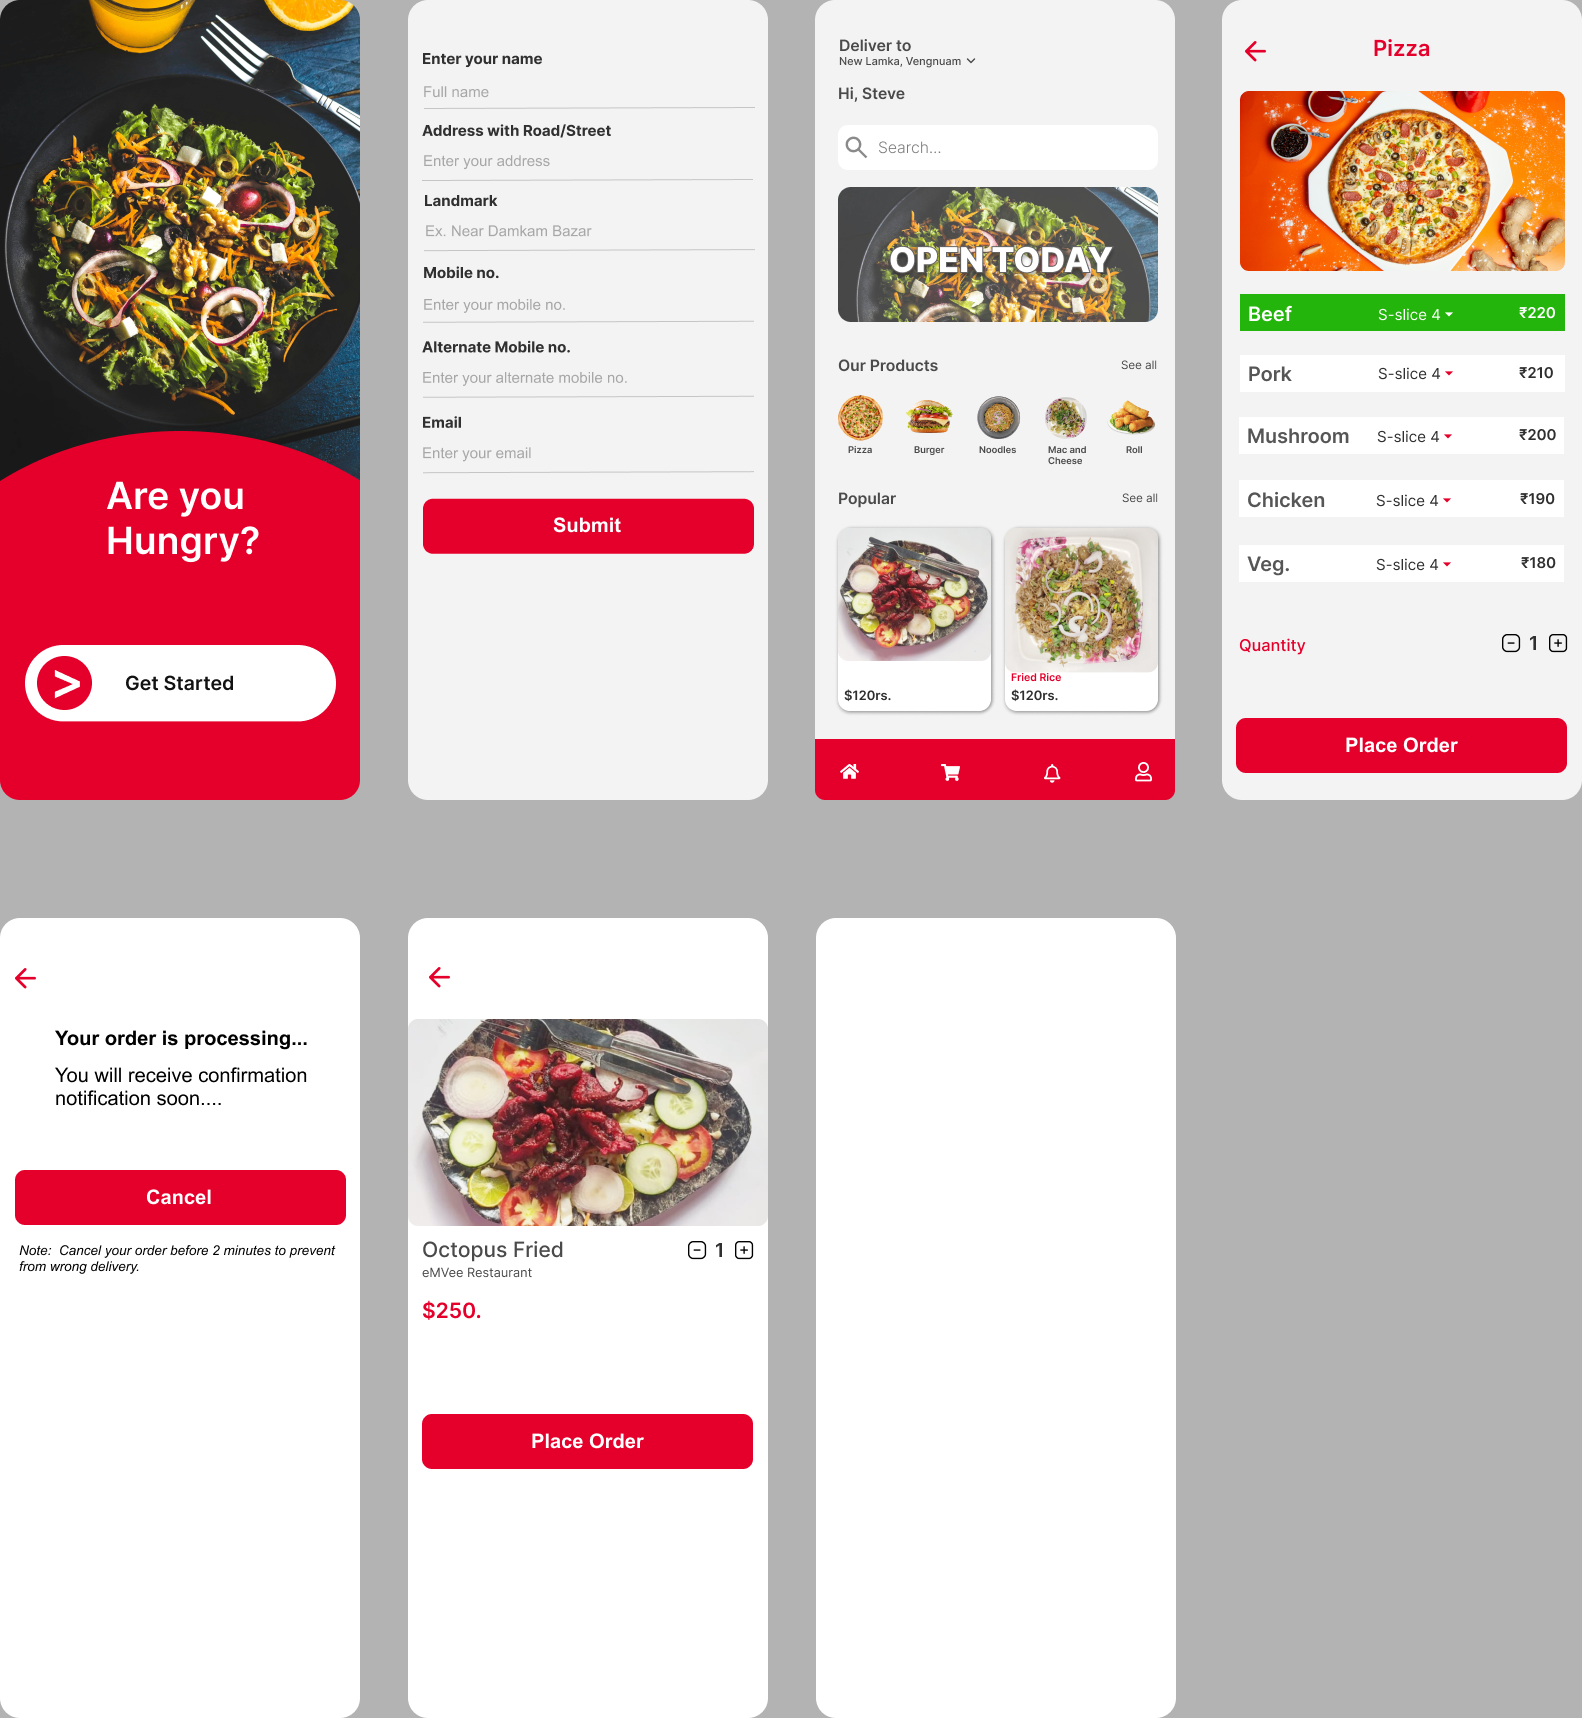 Are you
Hungry?
Get Started
Enter your name
Full name
Address with Road/Street
Enter your address
Landmark
Ex. Near Damkam Bazar
Mobile no.
Enter your mobile no.
Alternate Mobile no.
Enter your alternate mobile no.
Email
Enter your email
Submit
Deliver to
New Lamka, Vengnuam
Hi, Steve
Search...
OPEN TODAY
Our Products See all
Pizza Burger Noodles Mac and Cheese Roll
Popular See all
$120rs.
Fried Rice
$120rs.
Pizza
Beef S-slice 4 ₹220
Pork S-slice 4 ₹210
Mushroom S-slice 4 ₹200
Chicken S-slice 4 ₹190
Veg. S-slice 4 ₹180
Quantity 1
Place Order
Your order is processing...
You will receive confirmation
notification soon....
Cancel
Note: Cancel your order before 2 minutes to prevent
from wrong delivery.
Octopus Fried 1
eMVee Restaurant
$250.
Place Order